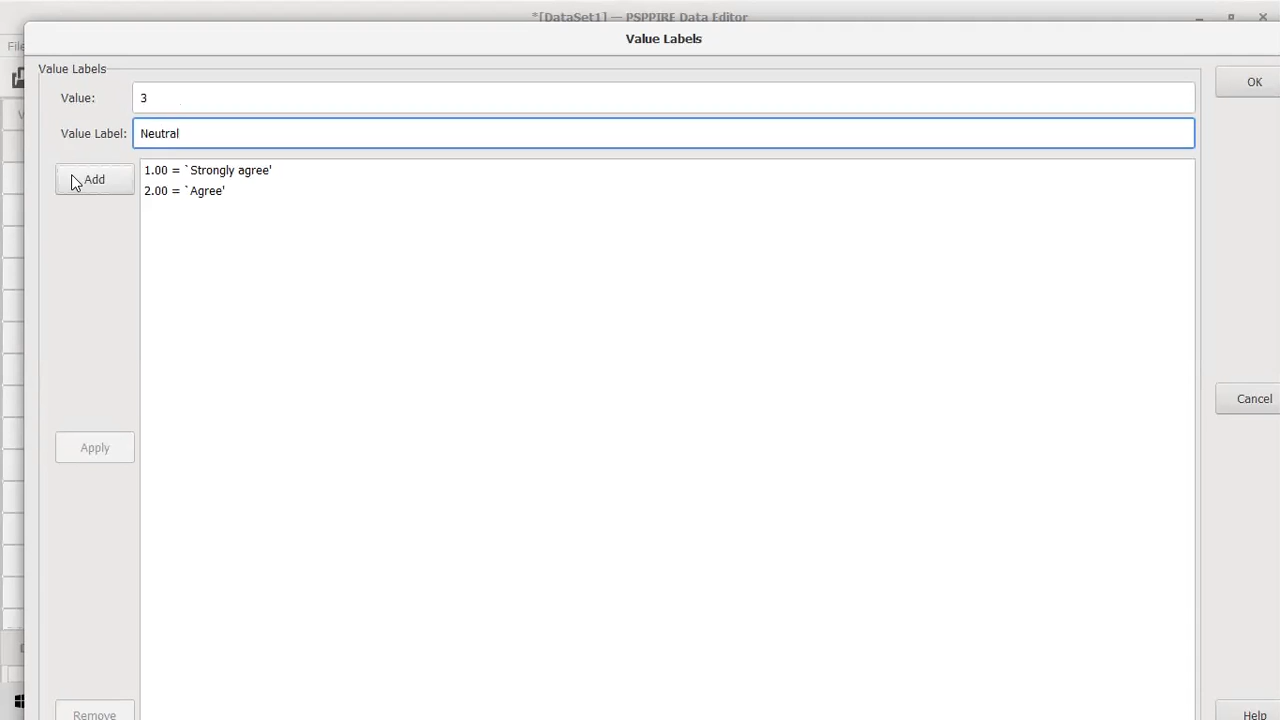 *[DataSet1] — PSPPIRE Data Editor
Value Labels
File
Value Labels
Value: 3
OK
Value Label: Neutral
Add
1.00 = `Strongly agree'
2.00 = `Agree'
Cancel
Apply
Remove
Help